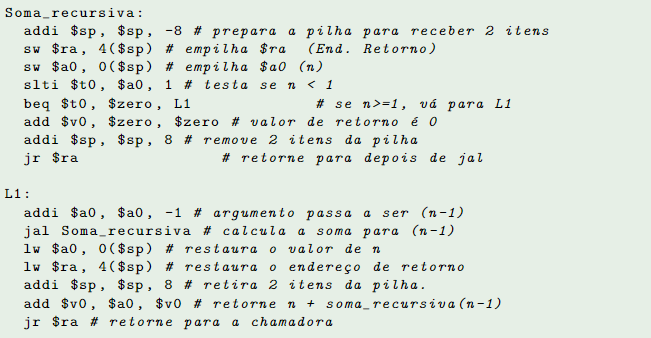 Soma_recursiva:
addi $sp, $sp, -8 # prepara a pilha para receber 2 itens
sw $ra, 4($sp) # empilha $ra (End. Retorno)
sw $a0, 0($sp) # empilha $a0 (n)
slti $t0, $a0, 1 # testa se n < 1
beq $t0, $zero, L1 # se n>=1, vá para L1
add $v0, $zero, $zero # valor de retorno é 0
addi $sp, $sp, 8 # remove 2 itens da pilha
jr $ra # retorne para depois de jal
L1:
addi $a0, $a0, -1 # argumento passa a ser (n-1)
jal Soma_recursiva # calcula a soma para (n-1)
lw $a0, 0($sp) # restaura o valor de n
lw $ra, 4($sp) # restaura o endereço de retorno
addi $sp, $sp, 8 # retira 2 itens da pilha.
add $v0, $a0, $v0 # retorne n + soma_recursiva(n-1)
jr $ra # retorne para a chamadora